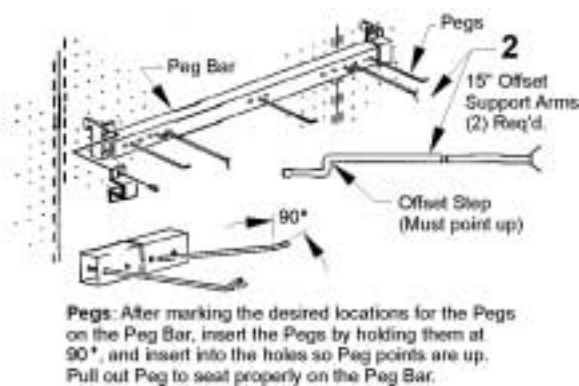 Pegs
2
Peg Bar
15" Offset
Support Arms
(2) Req'd.
Offset Step
(Must point up)
90°
Pegs: After marking the desired locations for the Pegs
on the Peg Bar, insert the Pegs by holding them at
90°, and insert into the holes so Peg points are up.
Pull out Peg to seat properly on the Peg Bar.